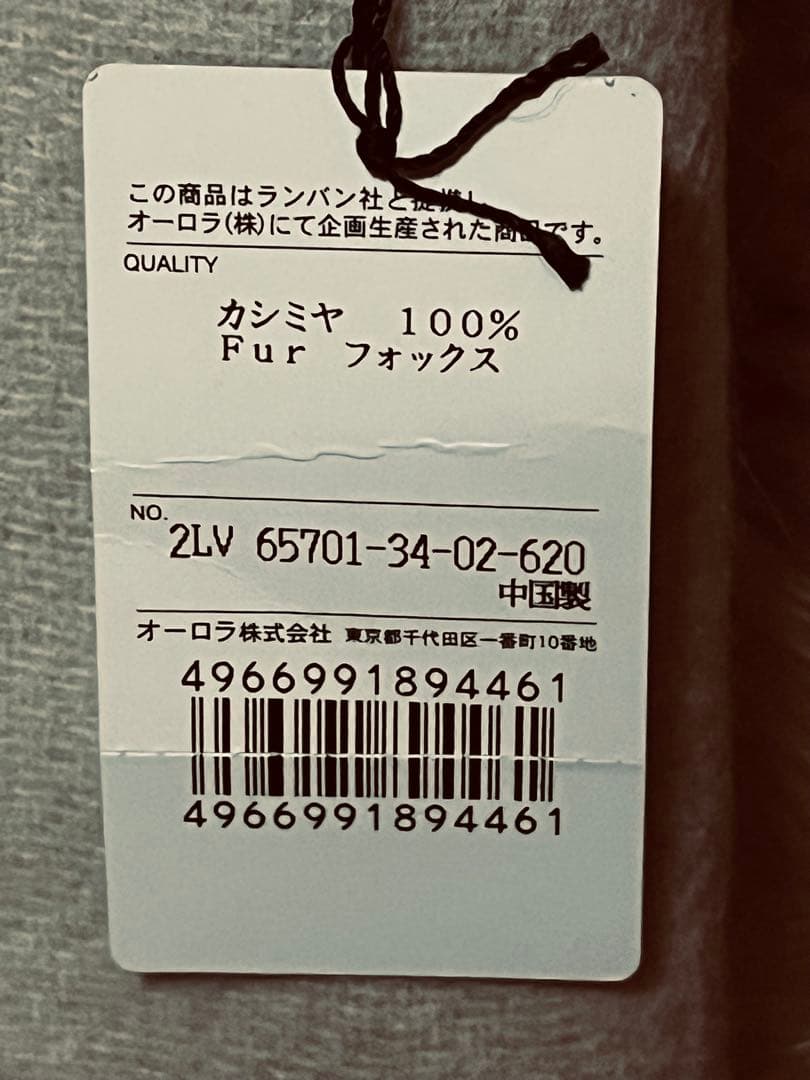 この商品はランバン社と提携し
オーロラ(株)にて企画生産された商品です。
QUALITY
カシミヤ 100%
Fur フォックス
NO.
2LV 65701-34-02-620
中国製
オーロラ株式会社 東京都千代田区一番町10番地
4966991894461
4966991894461